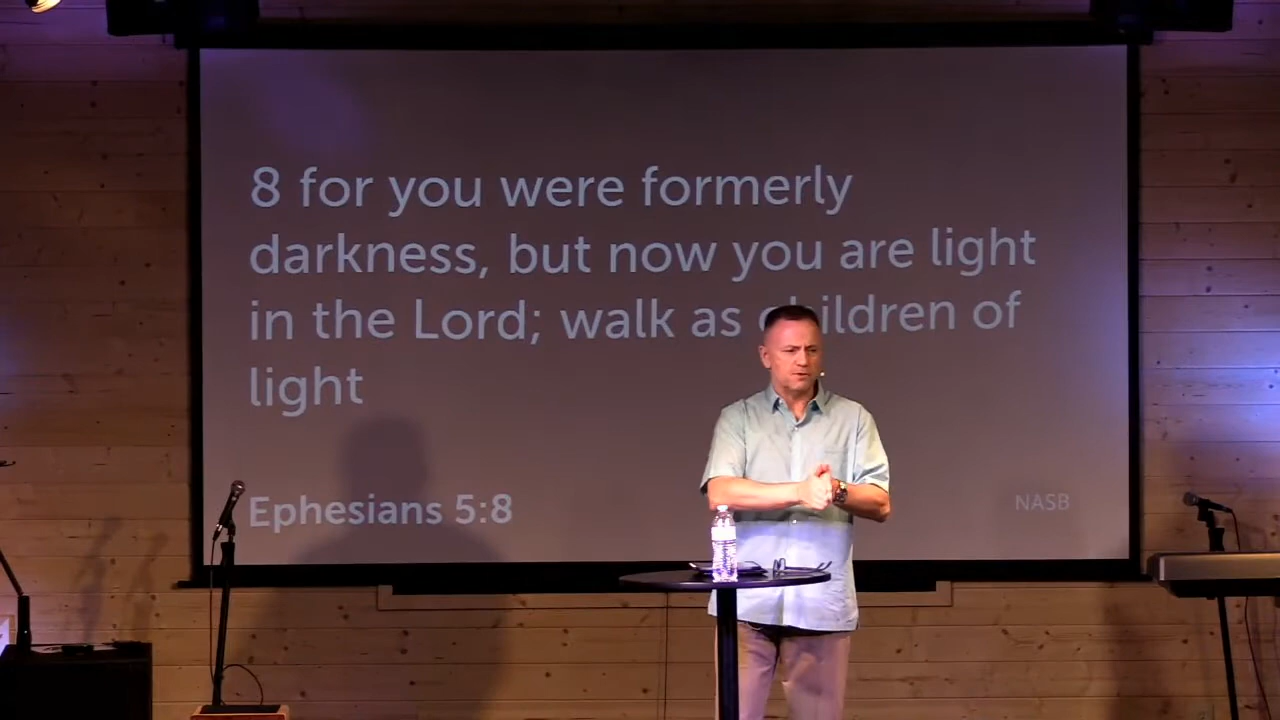 8 for you were formerly
darkness, but now you are light
in the Lord; walk as children of
light
Ephesians 5:8
NASB